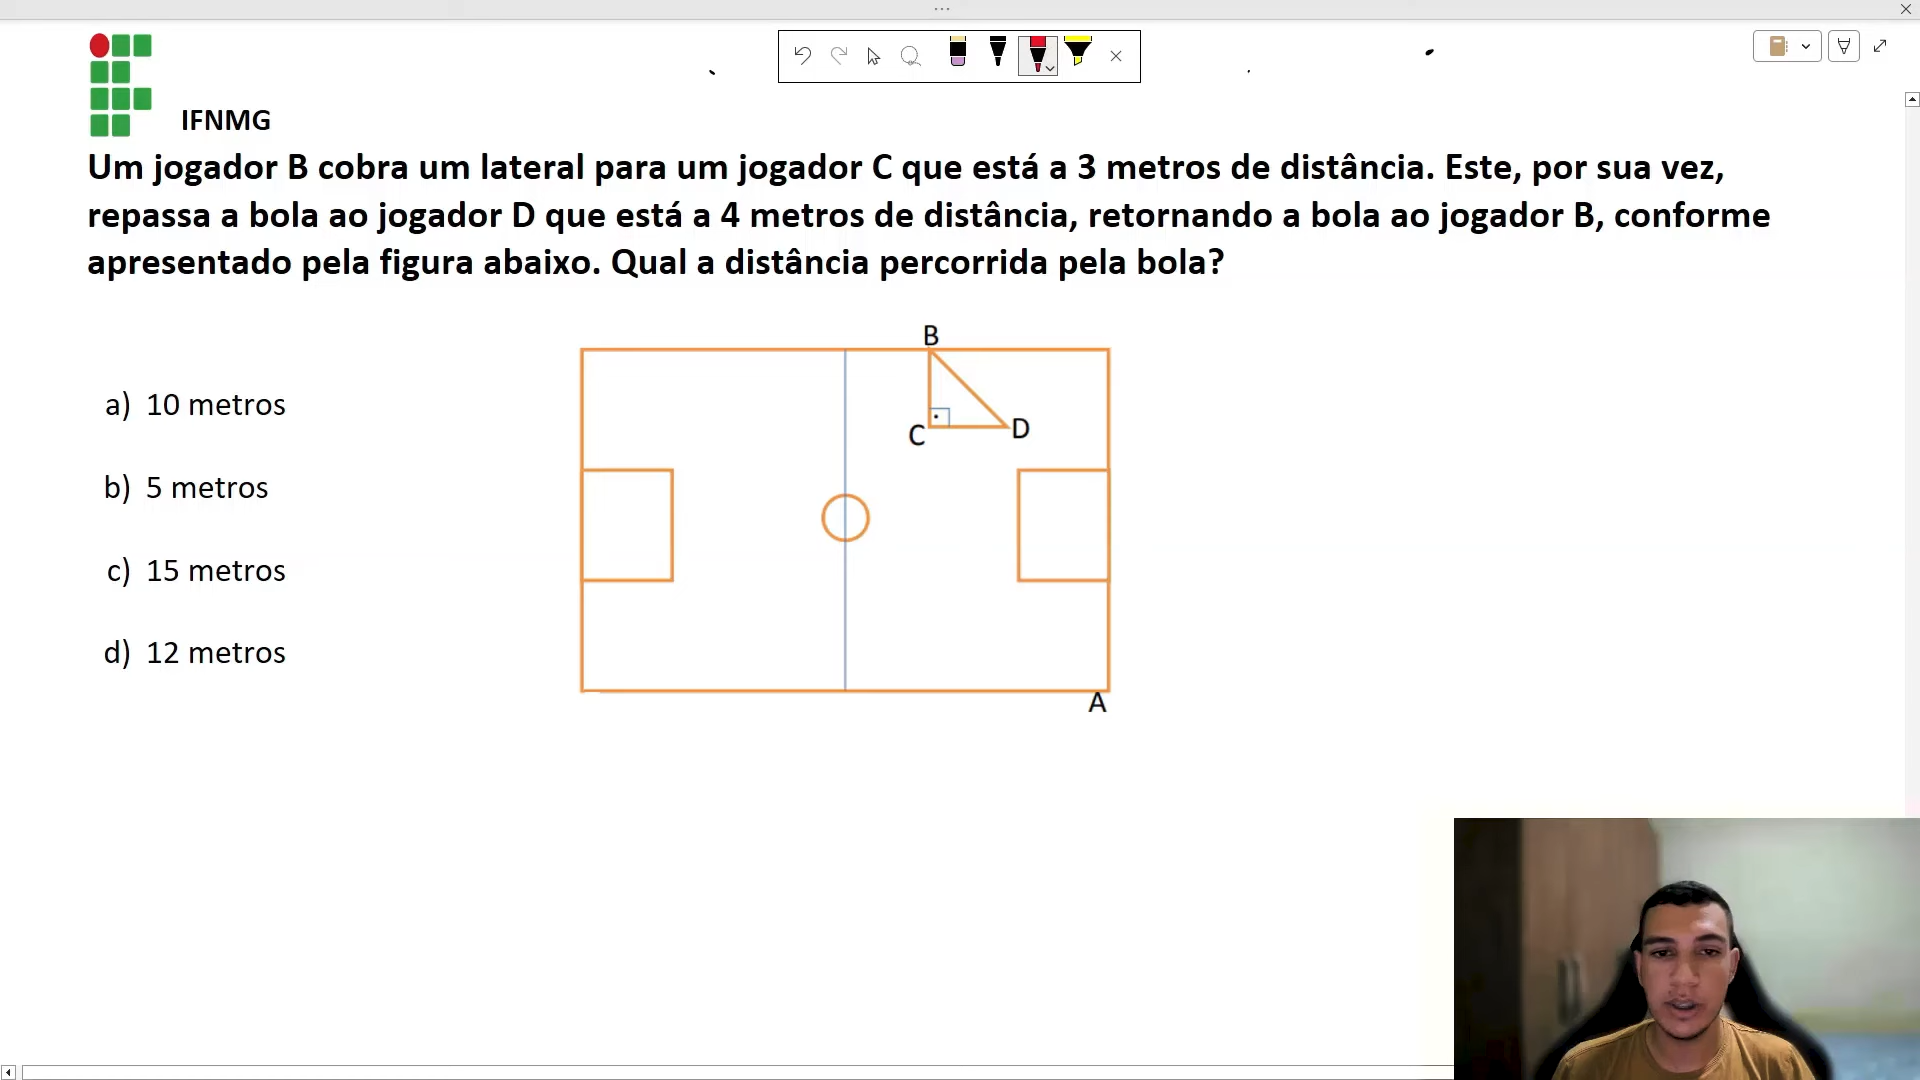 IFNMG
Um jogador B cobra um lateral para um jogador C que está a 3 metros de distância. Este, por sua vez,
repassa a bola ao jogador D que está a 4 metros de distância, retornando a bola ao jogador B, conforme
apresentado pela figura abaixo. Qual a distância percorrida pela bola?
B
C
D
A
a) 10 metros
b) 5 metros
c) 15 metros
d) 12 metros